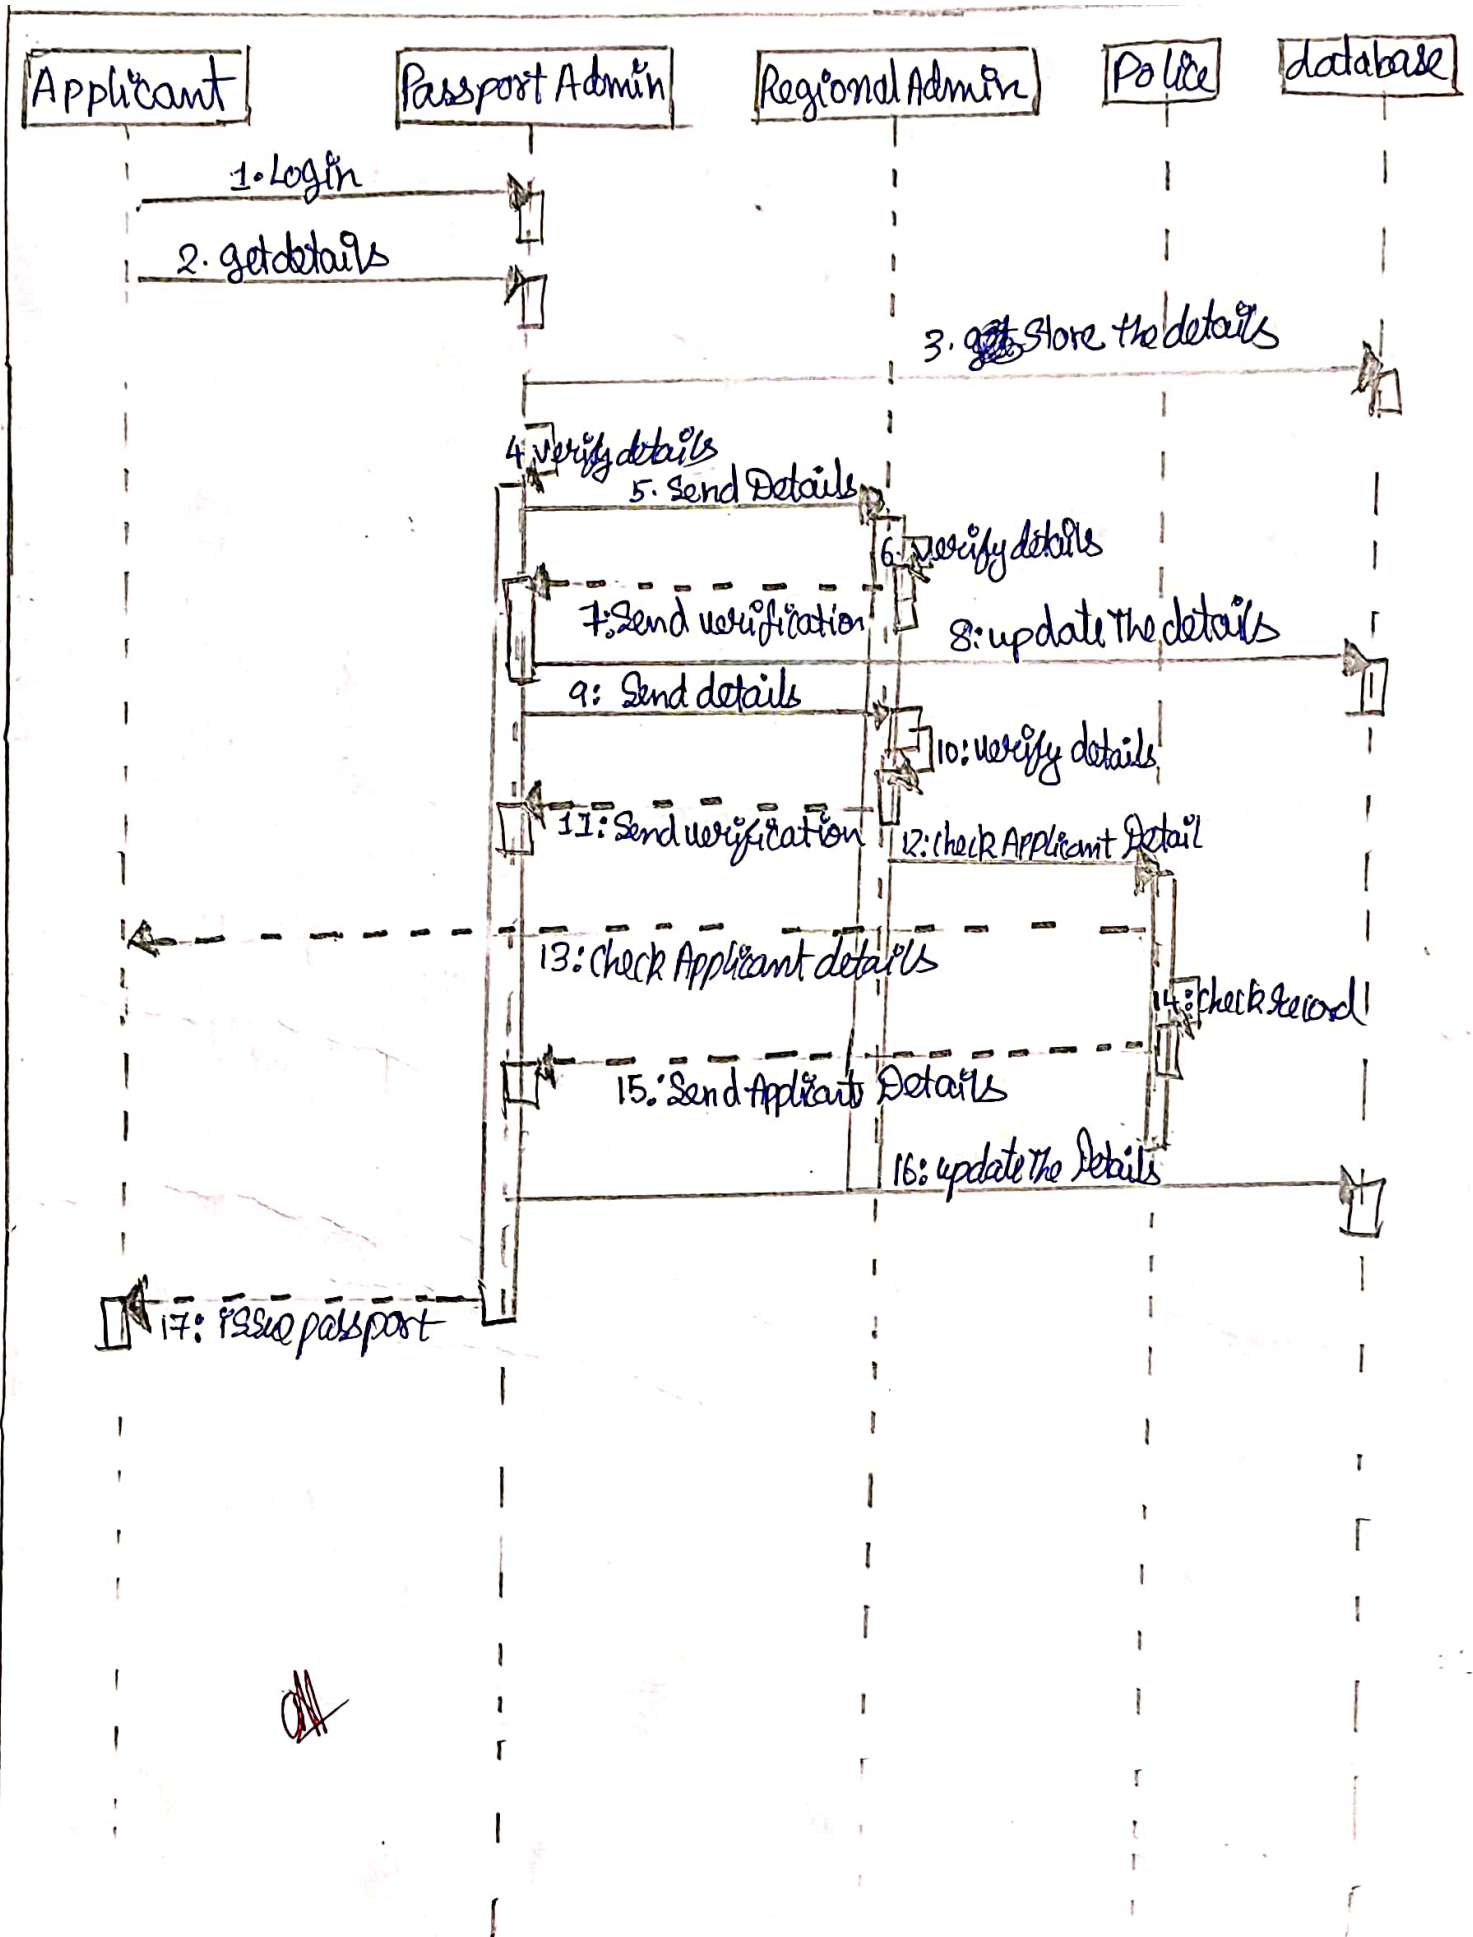 Applicant
Passport Admin
Regional Admin
Police
database
1. Login
2. getdetails
3. Store the details
4 verify details
5. Send Details
6. verify details
7: Send verification
8: update The details
9: Send details
10: verify details
11: Send verification
12: check Applicant Detail
13: Check Applicant details
14: Check record
15: Send Applicant Details
16: update The Details
17: issue passport